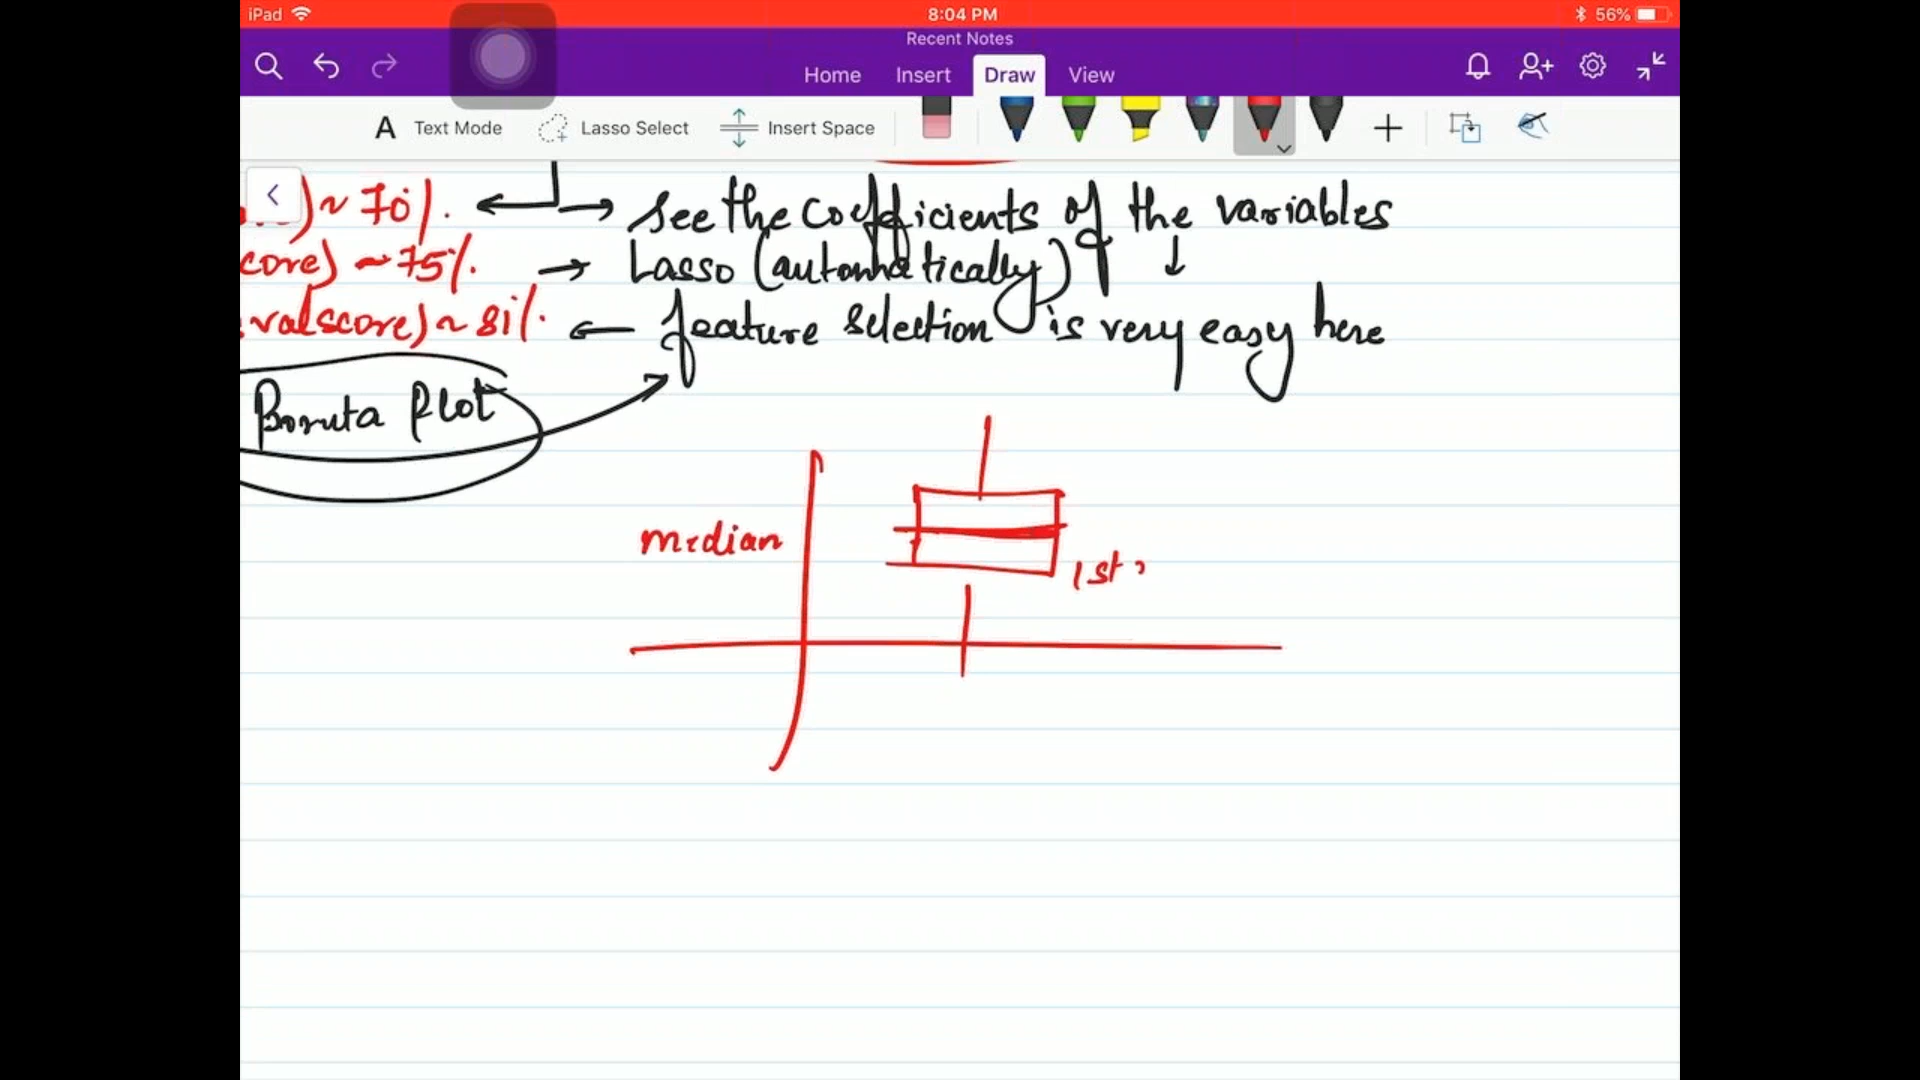 iPad
8:04 PM
56%
Recent Notes
Home Insert Draw View
A Text Mode Lasso Select Insert Space
) ~ 70%. ← → See the coefficients of the variables
core) ~ 75%. → Lasso (automatically) ↓
valscore) ~ 81%. ← feature selection is very easy here
Boruta Plot
median
1st